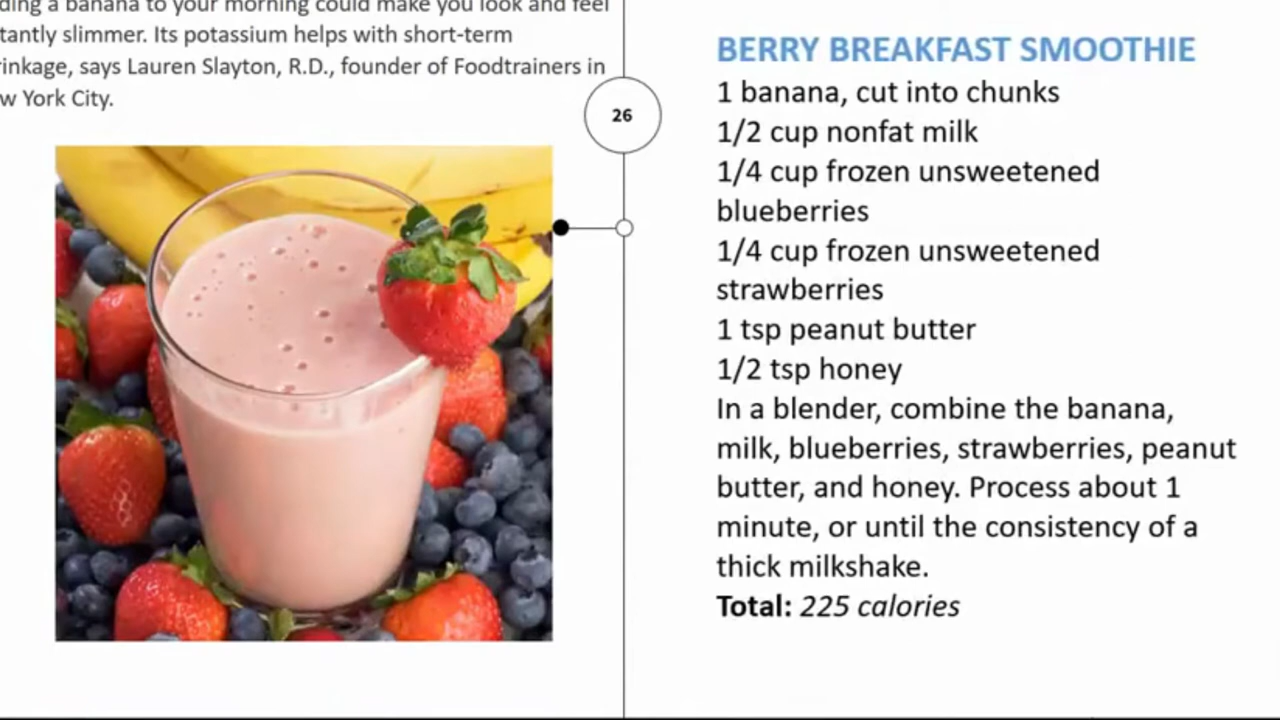 a banana to your morning could make you look and feel
slimmer. Its potassium helps with short-term
says Lauren Slayton, R.D., founder of Foodtrainers in
York City.
26
BERRY BREAKFAST SMOOTHIE
1 banana, cut into chunks
1/2 cup nonfat milk
1/4 cup frozen unsweetened
blueberries
1/4 cup frozen unsweetened
strawberries
1 tsp peanut butter
1/2 tsp honey
In a blender, combine the banana,
milk, blueberries, strawberries, peanut
butter, and honey. Process about 1
minute, or until the consistency of a
thick milkshake.
Total: 225 calories